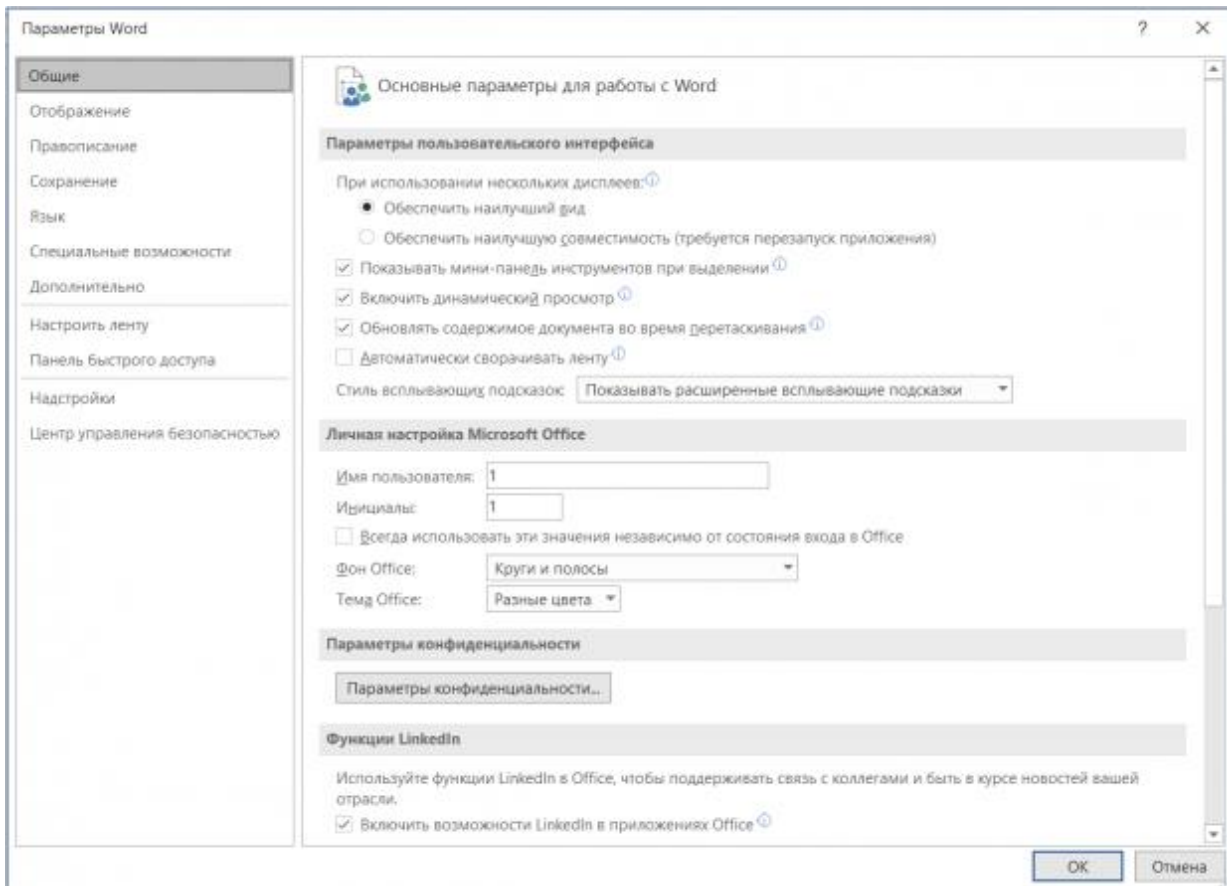 Параметры Word
Общие
Отображение
Правописание
Сохранение
Язык
Специальные возможности
Дополнительно
Настроить ленту
Панель быстрого доступа
Надстройки
Центр управления безопасностью
Основные параметры для работы с Word
Параметры пользовательского интерфейса
При использовании нескольких дисплеев:
Обеспечить наилучший вид
Обеспечить наилучшую совместимость (требуется перезапуск приложения)
Показывать мини-панель инструментов при выделении
Включить динамический просмотр
Обновлять содержимое документа во время перетаскивания
Автоматически сворачивать ленту
Стиль всплывающих подсказок: Показывать расширенные всплывающие подсказки
Личная настройка Microsoft Office
Имя пользователя: 1
Инициалы: 1
Всегда использовать эти значения независимо от состояния входа в Office
Фон Office: Круги и полосы
Тема Office: Разные цвета
Параметры конфиденциальности
Параметры конфиденциальности...
Функции LinkedIn
Используйте функции LinkedIn в Office, чтобы поддерживать связь с коллегами и быть в курсе новостей вашей
отрасли.
Включить возможности LinkedIn в приложениях Office
ОК Отмена